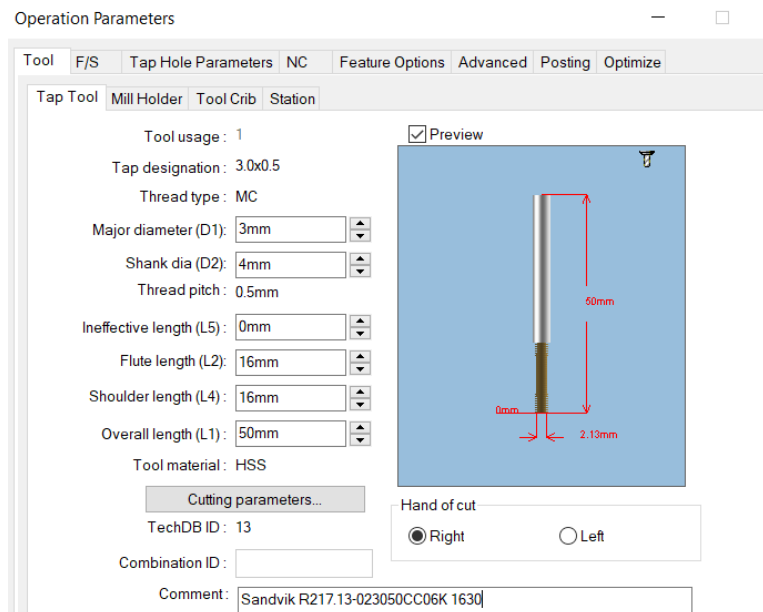 Operation Parameters
Tool F/S Tap Hole Parameters NC Feature Options Advanced Posting Optimize
Tap Tool Mill Holder Tool Crib Station
Tool usage : 1
Preview
Tap designation : 3.0x0.5
Thread type : MC
Major diameter (D1): 3mm
Shank dia (D2): 4mm
Thread pitch : 0.5mm
50mm
Ineffective length (L5) : 0mm
Flute length (L2): 16mm
Shoulder length (L4) : 16mm
0mm
Overall length (L1) : 50mm
2.13mm
Tool material : HSS
Cutting parameters...
Hand of cut
TechDB ID : 13
Right Left
Combination ID :
Comment : Sandvik R217.13-023050CC06K 1630